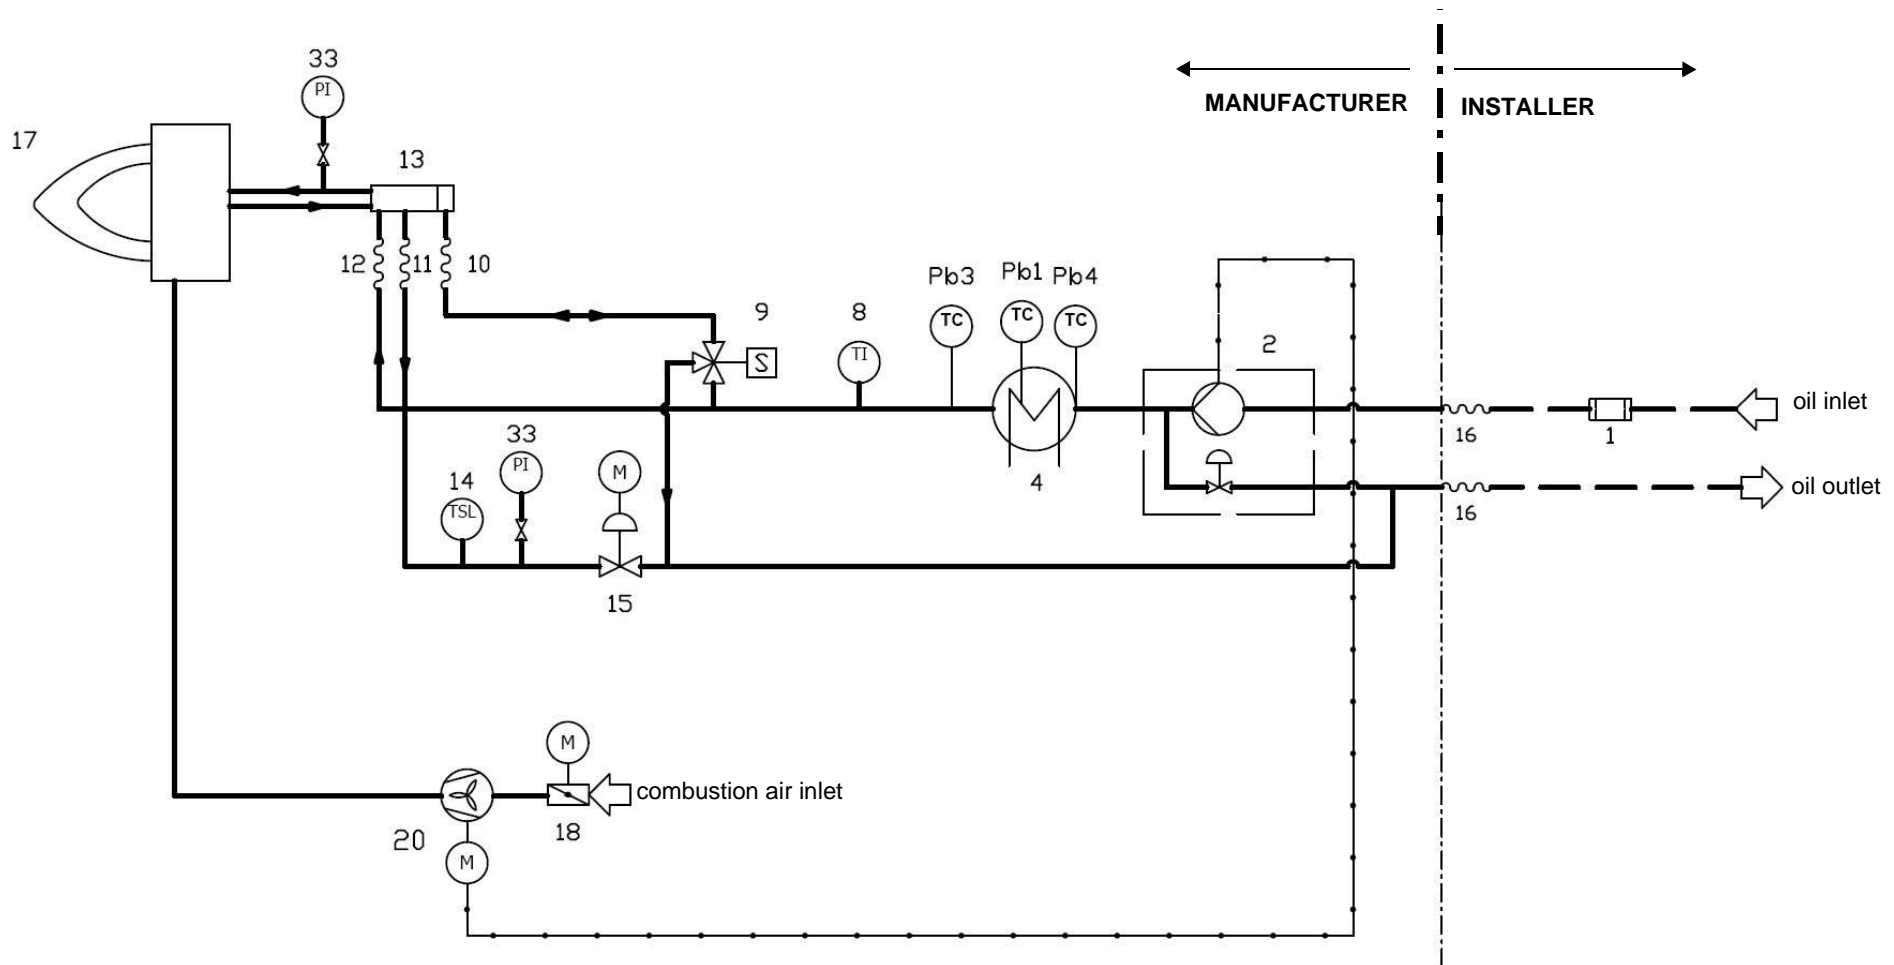 33
PI
MANUFACTURER
INSTALLER
17
13
12
11
10
Pb3
Pb1
Pb4
TC
TC
TC
9
S
8
TI
2
oil inlet
16
1
33
PI
M
14
TSL
4
oil outlet
16
15
M
combustion air inlet
18
20
M